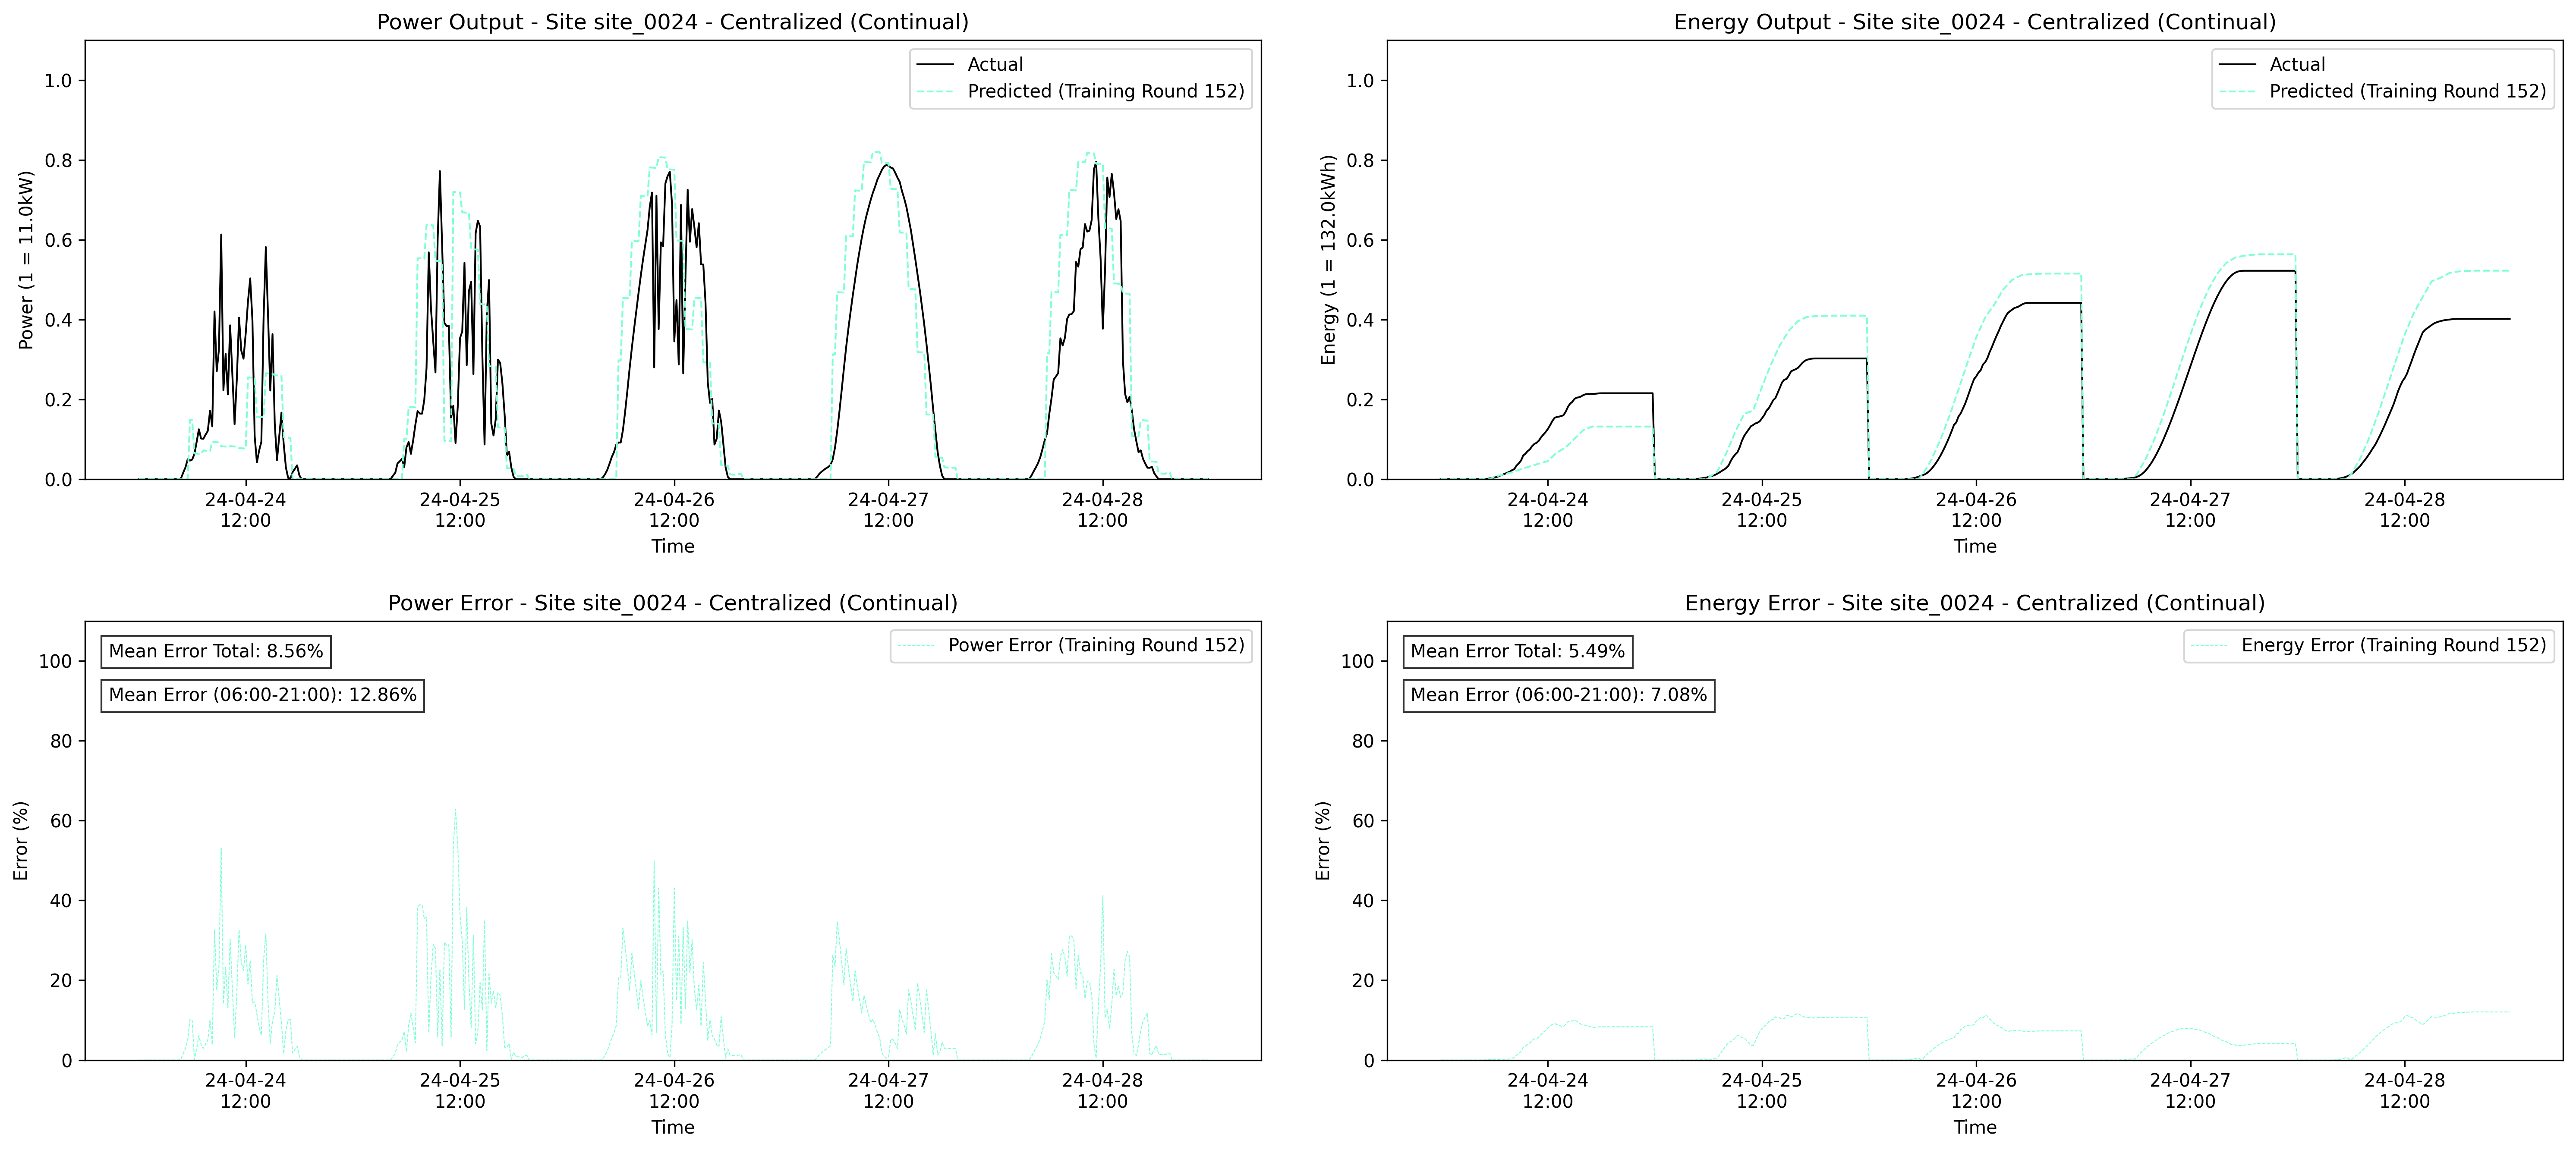 Power Output - Site site_0024 - Centralized (Continual)
Actual
Predicted (Training Round 152)
Power (1 = 11.0kW)
1.0
0.8
0.6
0.4
0.2
0.0
24-04-24
12:00
24-04-25
12:00
24-04-26
12:00
24-04-27
12:00
24-04-28
12:00
Time
Energy Output - Site site_0024 - Centralized (Continual)
Actual
Predicted (Training Round 152)
Energy (1 = 132.0kWh)
1.0
0.8
0.6
0.4
0.2
0.0
24-04-24
12:00
24-04-25
12:00
24-04-26
12:00
24-04-27
12:00
24-04-28
12:00
Time
Power Error - Site site_0024 - Centralized (Continual)
Mean Error Total: 8.56%
Mean Error (06:00-21:00): 12.86%
Power Error (Training Round 152)
Error (%)
100
80
60
40
20
0
24-04-24
12:00
24-04-25
12:00
24-04-26
12:00
24-04-27
12:00
24-04-28
12:00
Time
Energy Error - Site site_0024 - Centralized (Continual)
Mean Error Total: 5.49%
Mean Error (06:00-21:00): 7.08%
Energy Error (Training Round 152)
Error (%)
100
80
60
40
20
0
24-04-24
12:00
24-04-25
12:00
24-04-26
12:00
24-04-27
12:00
24-04-28
12:00
Time